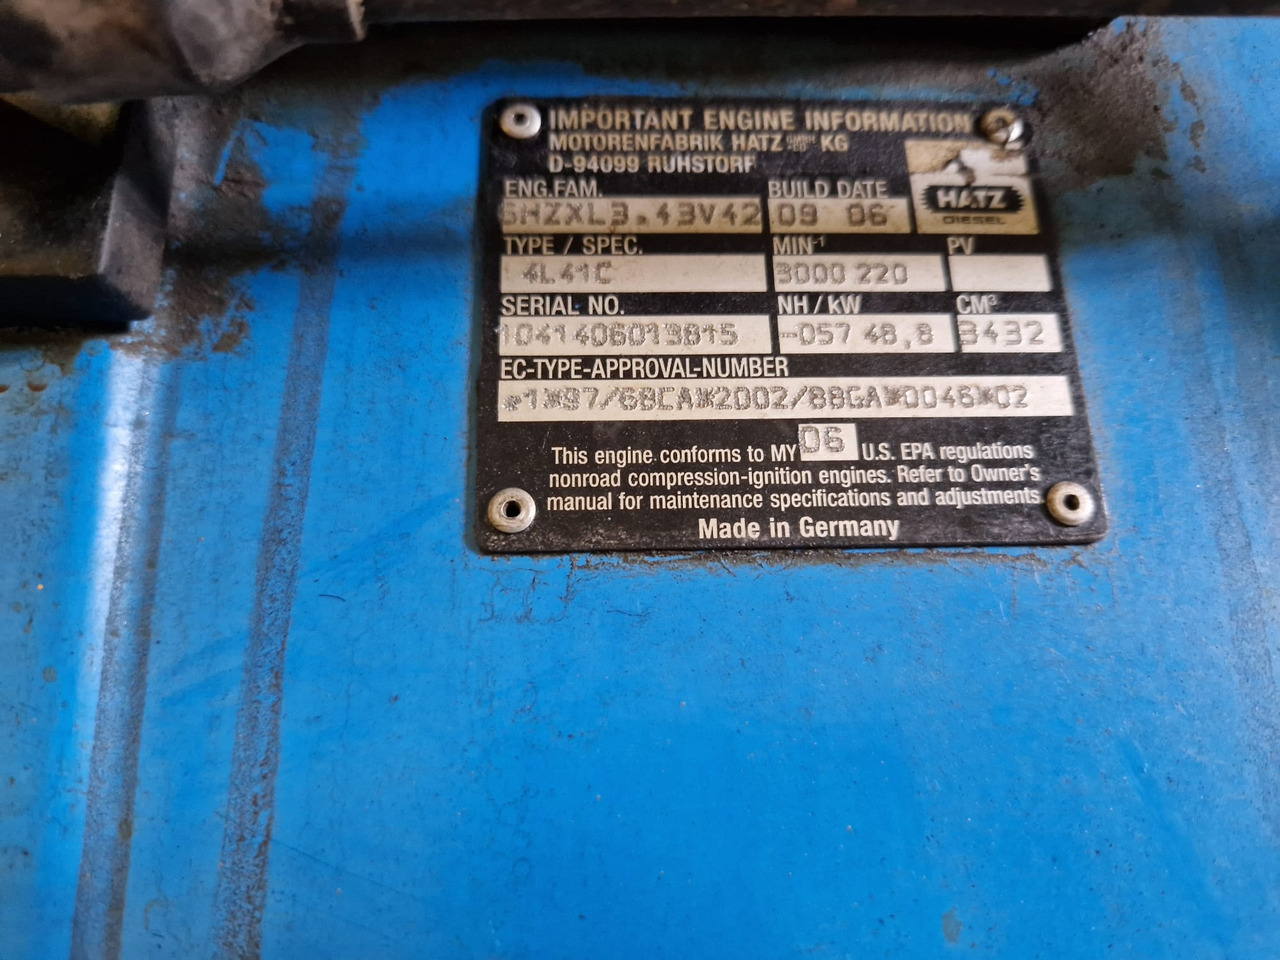 IMPORTANT ENGINE INFORMATION
MOTORENFABRIK HATZ GMBH KG
D-94099 RUHSTORF
HATZ
DIESEL
ENG.FAM. BUILD DATE
6HZXL3.43V42 09 06
TYPE / SPEC. MIN⁻¹ PV
4L41C 3000 220
SERIAL NO. NH / KW CM³
1041406013815 -057 48,8 3432
EC-TYPE-APPROVAL-NUMBER
e1*97/68CA*2002/88GA*0046*02
This engine conforms to MY 06 U.S. EPA regulations
nonroad compression-ignition engines. Refer to Owner's
manual for maintenance specifications and adjustments.
Made in Germany